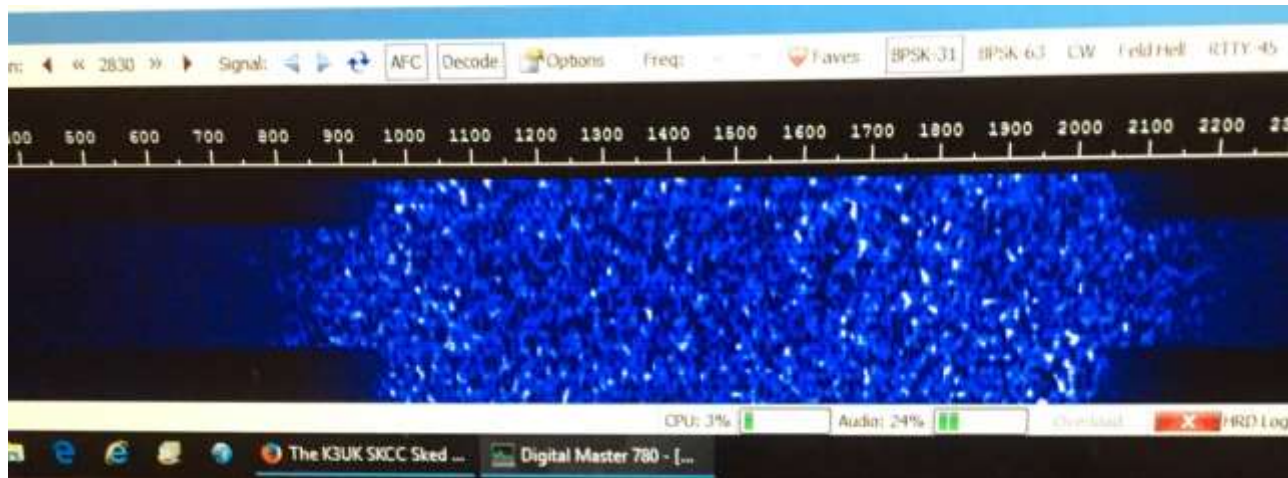 n: 2830 Signal: AFC Decode Options Freq: - - Faves BPSK-31 BPSK-63 CW Feld Hell RTTY-45
500 600 700 800 900 1000 1100 1200 1300 1400 1500 1600 1700 1800 1900 2000 2100 2200
CPU: 3% Audio: 24% Overload X HRD Log
The K3UK SKCC Sked ... Digital Master 780 - [...